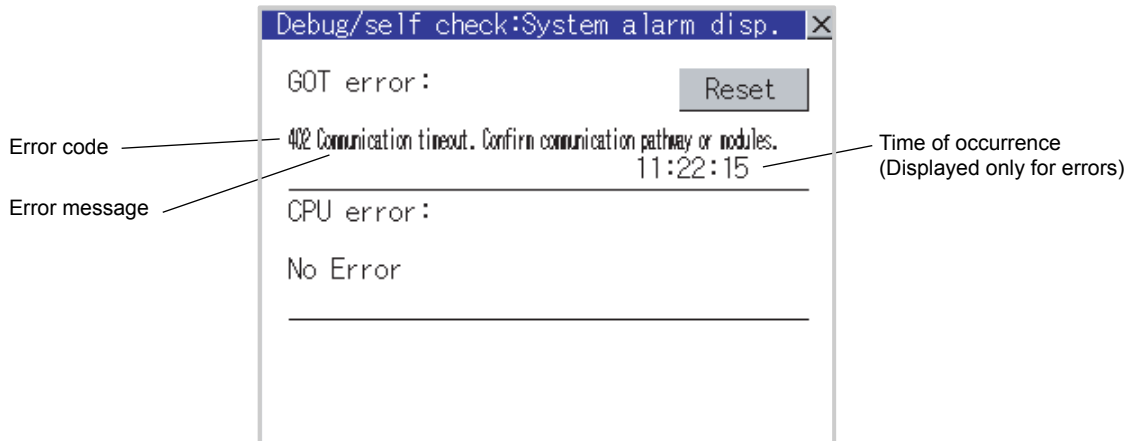 Debug/self check:System alarm disp.
GOT error:
Reset
Error code
402 Communication timeout. Confirm communication pathway or modules.
Time of occurrence
11:22:15
(Displayed only for errors)
Error message
CPU error:
No Error